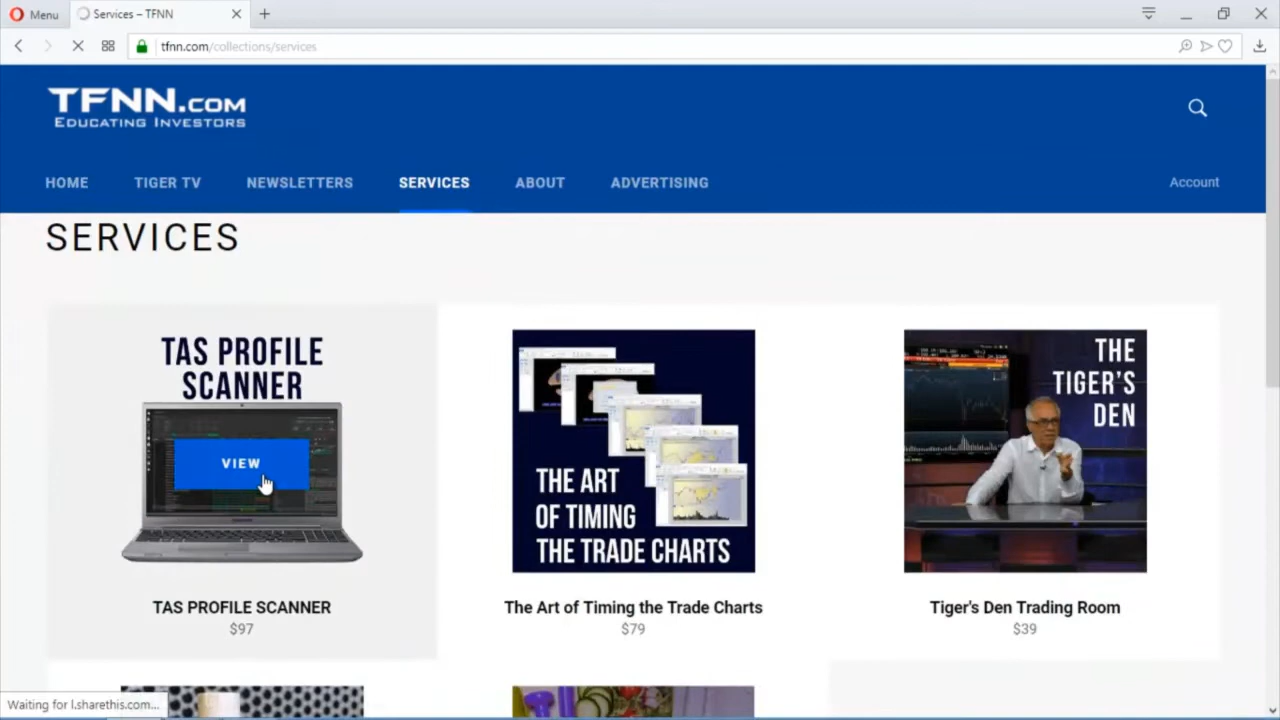 Menu
Services – TFNN
tfnn.com/collections/services
TFNN.COM
EDUCATING INVESTORS
HOME TIGER TV NEWSLETTERS SERVICES ABOUT ADVERTISING Account
SERVICES
TAS PROFILE
SCANNER
VIEW
THE ART
OF TIMING
THE TRADE CHARTS
THE
TIGER'S
DEN
TAS PROFILE SCANNER
$97
The Art of Timing the Trade Charts
$79
Tiger's Den Trading Room
$39
Waiting for l.sharethis.com...